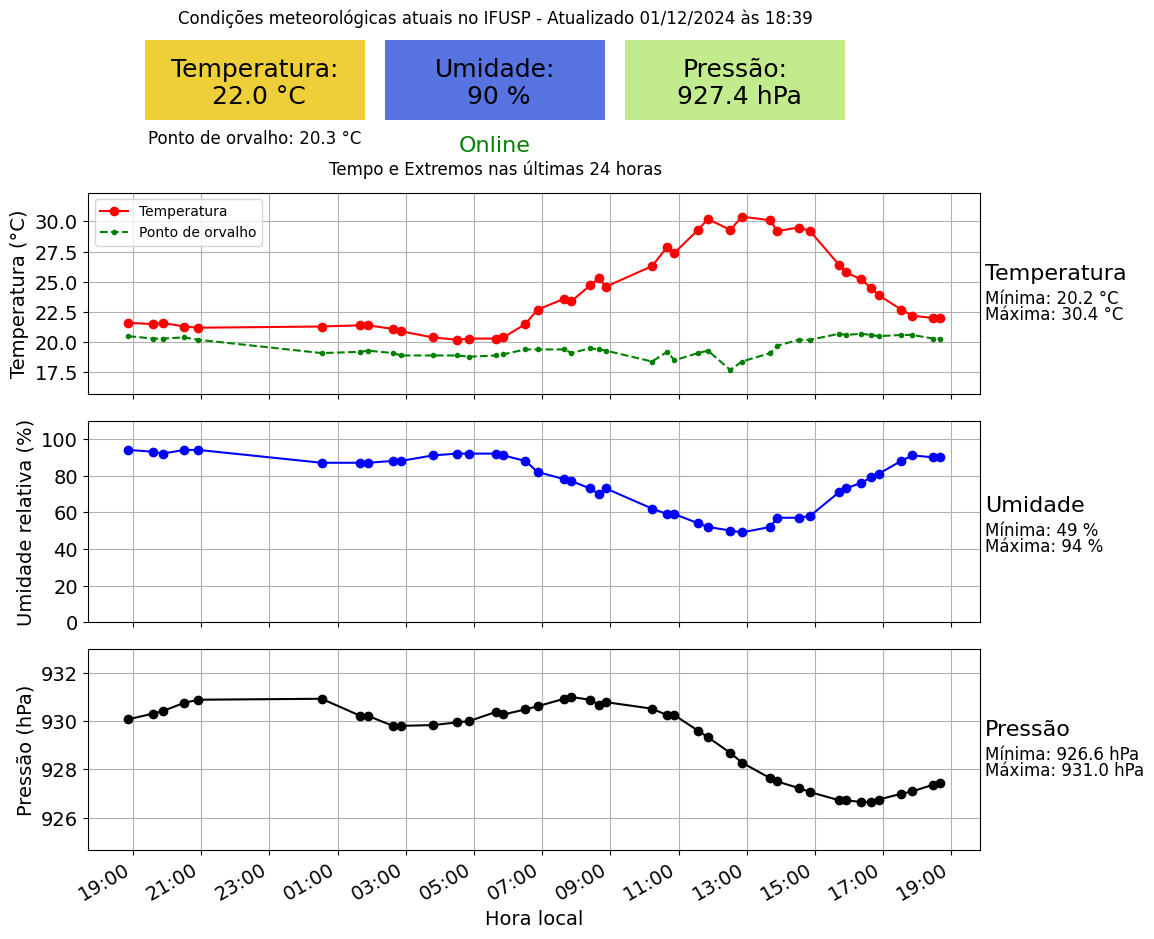 Condições meteorológicas atuais no IFUSP - Atualizado 01/12/2024 às 18:39
Temperatura:
22.0 °C
Umidade:
90 %
Pressão:
927.4 hPa
Ponto de orvalho: 20.3 °C
Online
Tempo e Extremos nas últimas 24 horas
Temperatura (°C)
30.0
27.5
25.0
22.5
20.0
17.5
Temperatura
Ponto de orvalho
Temperatura
Mínima: 20.2 °C
Máxima: 30.4 °C
Umidade relativa (%)
100
80
60
40
20
0
Umidade
Mínima: 49 %
Máxima: 94 %
Pressão (hPa)
932
930
928
926
Pressão
Mínima: 926.6 hPa
Máxima: 931.0 hPa
19:00 21:00 23:00 01:00 03:00 05:00 07:00 09:00 11:00 13:00 15:00 17:00 19:00
Hora local